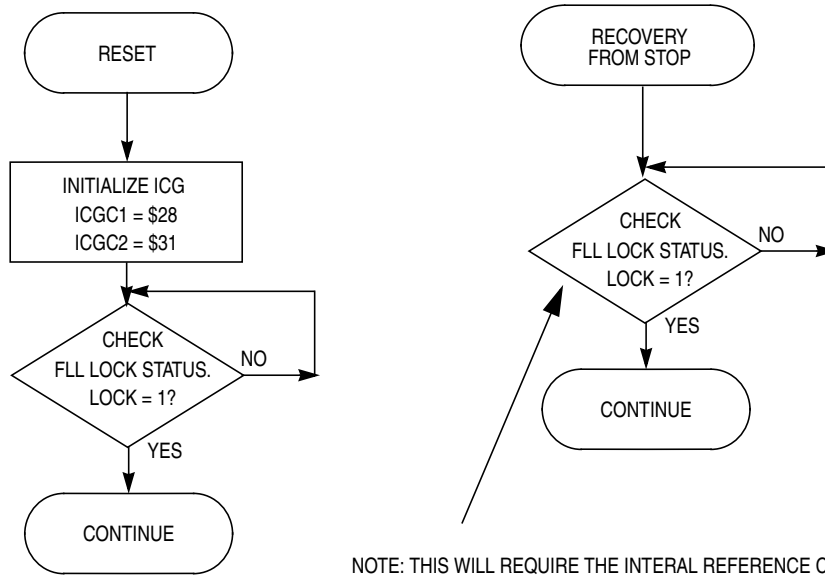 RESET
INITIALIZE ICG
ICGC1 = $28
ICGC2 = $31
CHECK
FLL LOCK STATUS.
LOCK = 1?
NO
YES
CONTINUE
RECOVERY
FROM STOP
CHECK
FLL LOCK STATUS.
LOCK = 1?
NO
YES
CONTINUE
NOTE: THIS WILL REQUIRE THE INTERAL REFERENCE